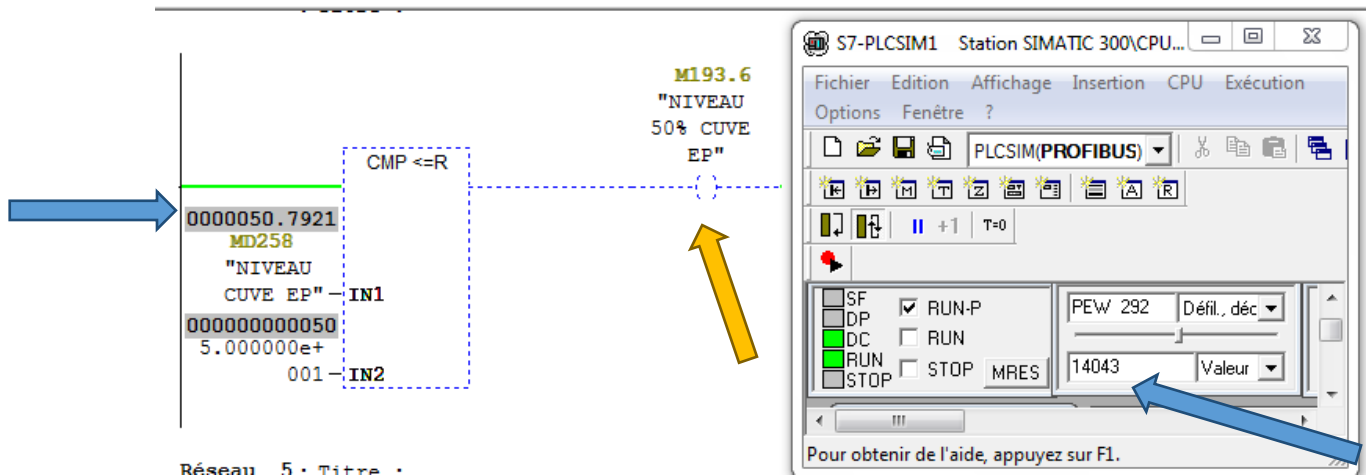 M193.6
"NIVEAU
50% CUVE
EP"
CMP <=R
0000050.7921
MD258
"NIVEAU
CUVE EP"
IN1
000000000050
5.000000e+
001
IN2
Réseau 5 : Titre :
S7-PLCSIM1 Station SIMATIC 300\CPU...
Fichier Edition Affichage Insertion CPU Exécution
Options Fenêtre ?
PLCSIM(PROFIBUS)
+1 T=0
SF
DP
DC
RUN
STOP
RUN-P
RUN
STOP
MRES
PEW 292 Défil., déc
14043 Valeur
Pour obtenir de l'aide, appuyez sur F1.